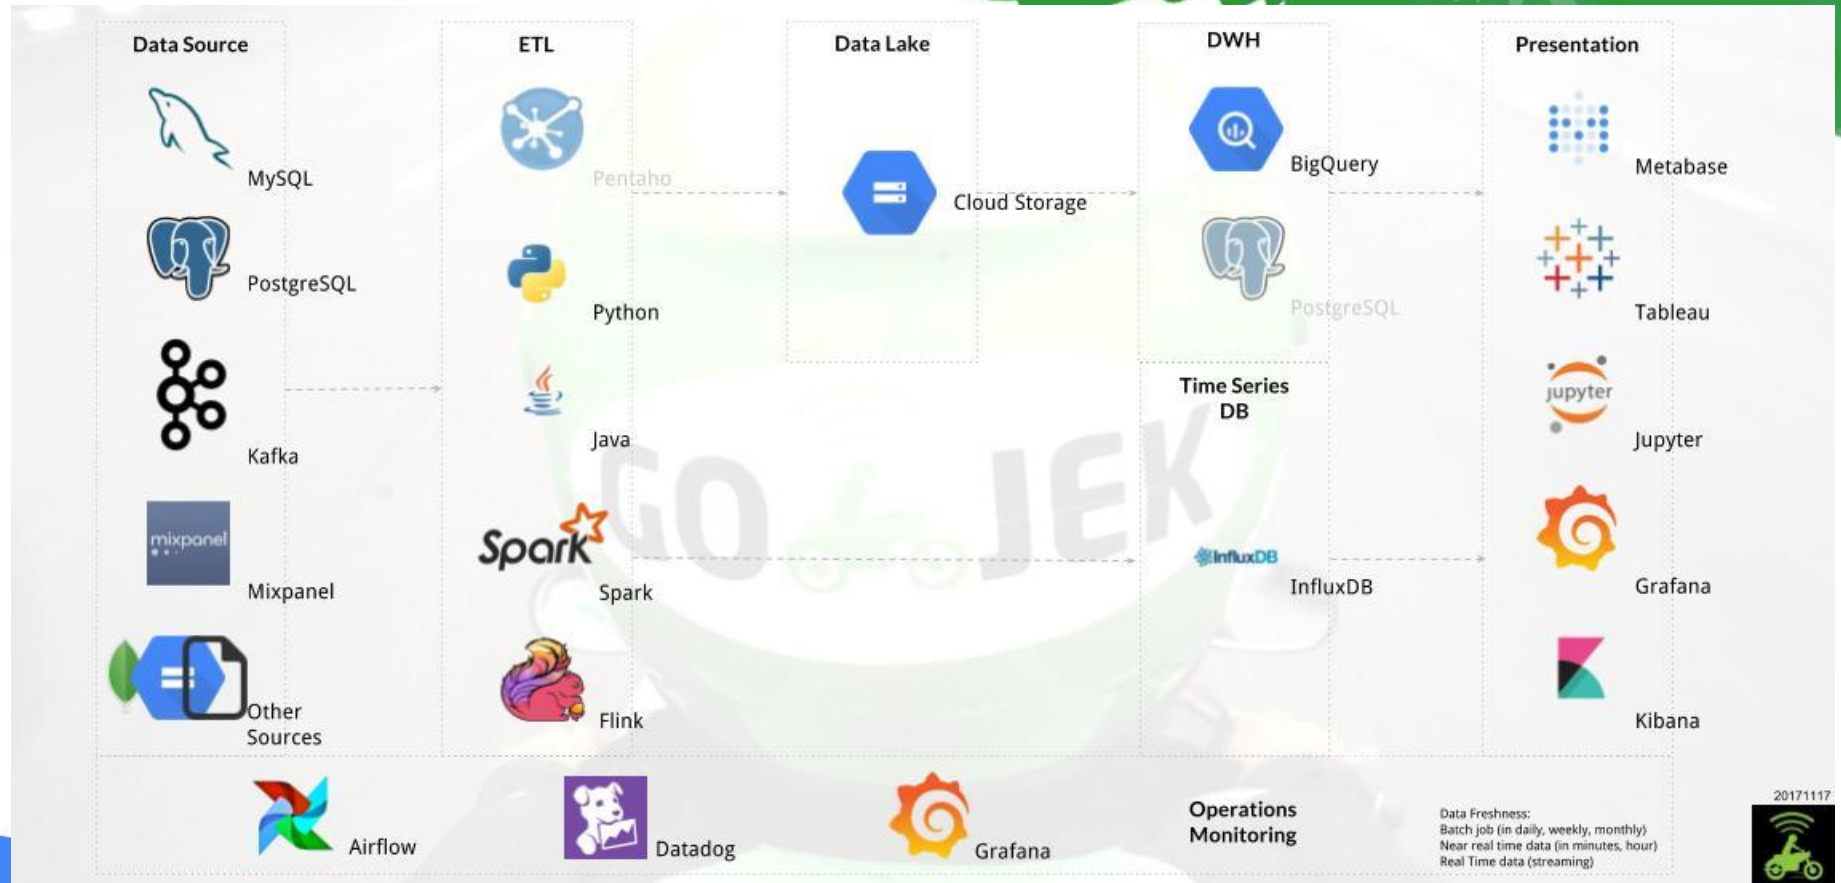 Data Source
MySQL
PostgreSQL
Kafka
mixpanel
Mixpanel
Other
Sources
ETL
Pentaho
Python
Java
Spark
Spark
Flink
Data Lake
Cloud Storage
DWH
BigQuery
PostgreSQL
Time Series
DB
InfluxDB
InfluxDB
Presentation
Metabase
Tableau
jupyter
Jupyter
Grafana
Kibana
GO JEK
Airflow
Datadog
Grafana
Operations
Monitoring
Data Freshness:
Batch job (in daily, weekly, monthly)
Near real time data (in minutes, hour)
Real Time data (streaming)
20171117